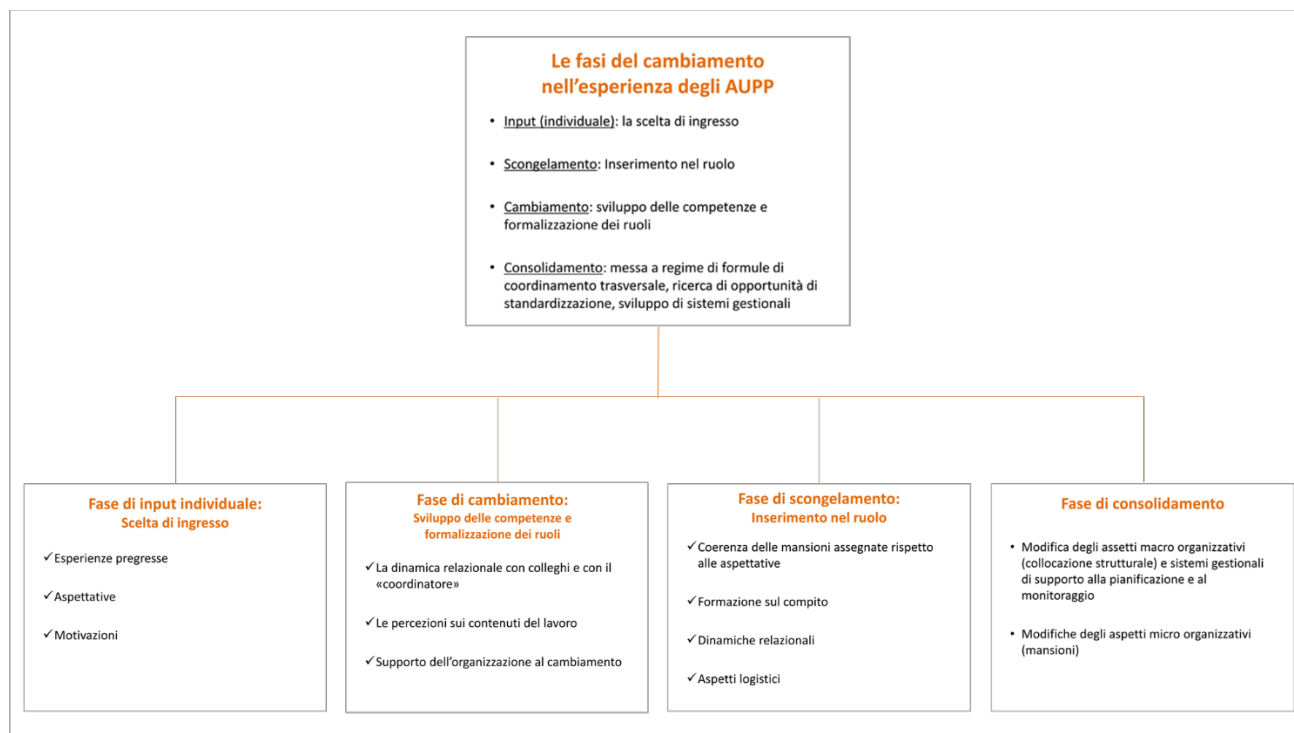 Le fasi del cambiamento
nell'esperienza degli AUPP
• Input (individuale): la scelta di ingresso
• Scongelamento: Inserimento nel ruolo
• Cambiamento: sviluppo delle competenze e
formalizzazione dei ruoli
• Consolidamento: messa a regime di formule di
coordinamento trasversale, ricerca di opportunità di
standardizzazione, sviluppo di sistemi gestionali
Fase di input individuale:
Scelta di ingresso
✓Esperienze pregresse
✓Aspettative
✓Motivazioni
Fase di cambiamento:
Sviluppo delle competenze e
formalizzazione dei ruoli
✓La dinamica relazionale con colleghi e con il
«coordinatore»
✓Le percezioni sui contenuti del lavoro
✓Supporto dell'organizzazione al cambiamento
Fase di scongelamento:
Inserimento nel ruolo
✓Coerenza delle mansioni assegnate rispetto
alle aspettative
✓Formazione sul compito
✓Dinamiche relazionali
✓Aspetti logistici
Fase di consolidamento
• Modifica degli assetti macro organizzativi
(collocazione strutturale) e sistemi gestionali
di supporto alla pianificazione e al
monitoraggio
• Modifiche degli aspetti micro organizzativi
(mansioni)